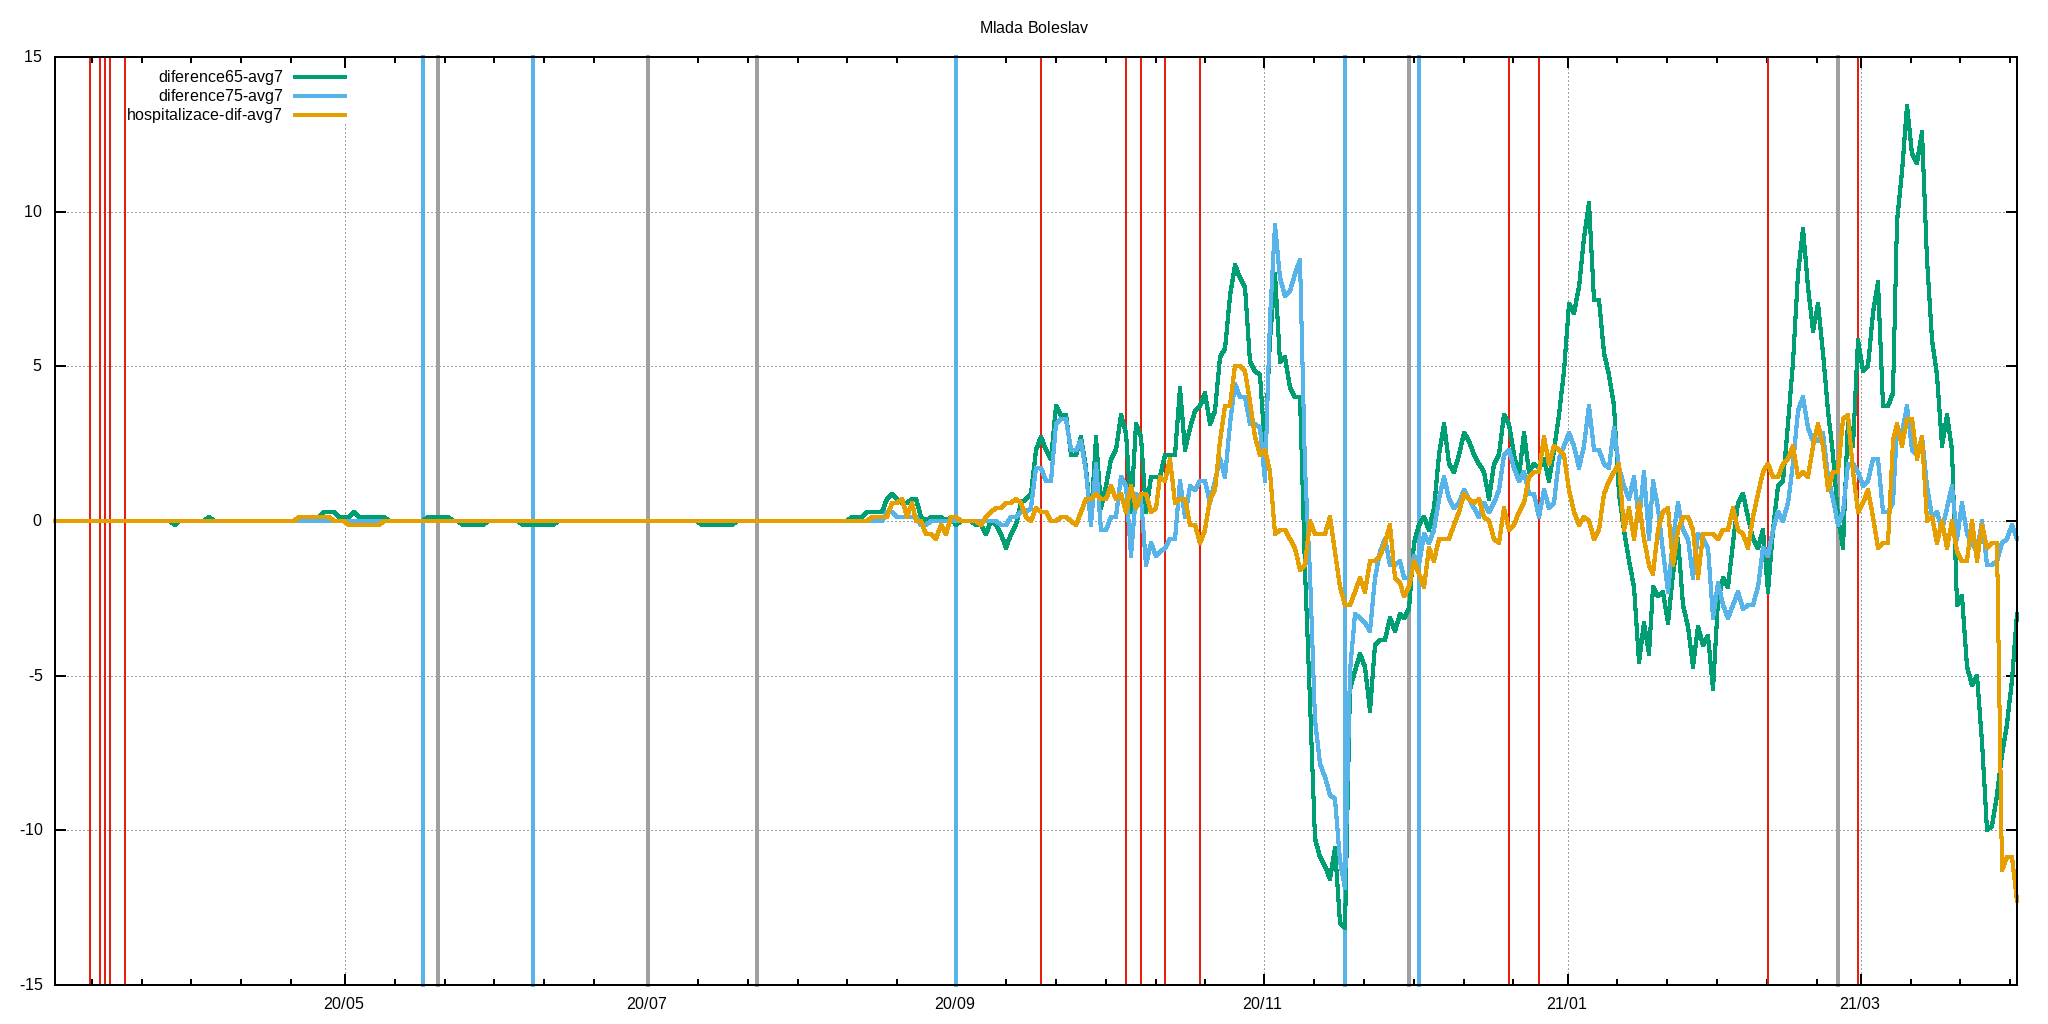 Mlada Boleslav
diference65-avg7
diference75-avg7
hospitalizace-dif-avg7
15
10
5
0
-5
-10
-15
20/05 20/07 20/09 20/11 21/01 21/03